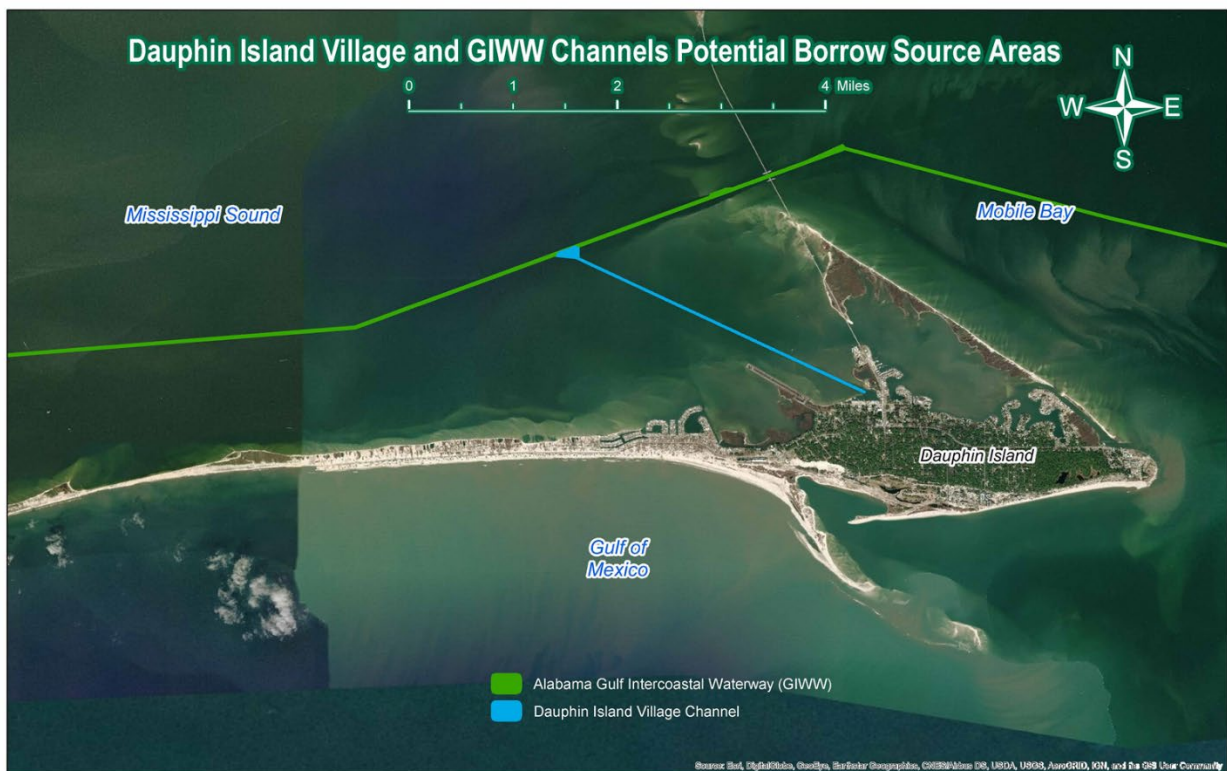 Dauphin Island Village and GIWW Channels Potential Borrow Source Areas
0 1 2 4 Miles
N
W E
S
Mississippi Sound
Mobile Bay
Dauphin Island
Gulf of
Mexico
Alabama Gulf Intercoastal Waterway (GIWW)
Dauphin Island Village Channel
Source: Esri, DigitalGlobe, GeoEye, Earthstar Geographics, CNES/Airbus DS, USDA, USGS, AeroGRID, IGN, and the GIS User Community